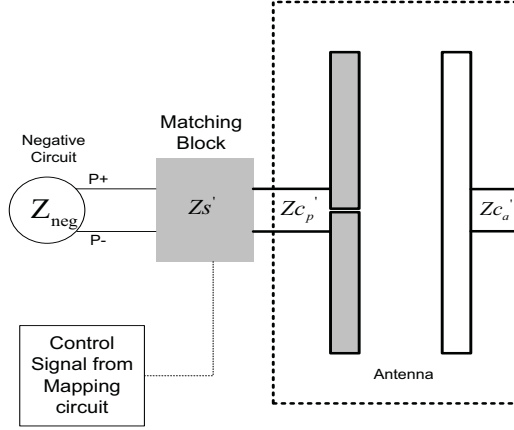 Matching
Block
Negative
Circuit
P+
Z_neg
P-
Zs'
Zc_p'
Zc_a'
Control
Signal from
Mapping
circuit
Antenna